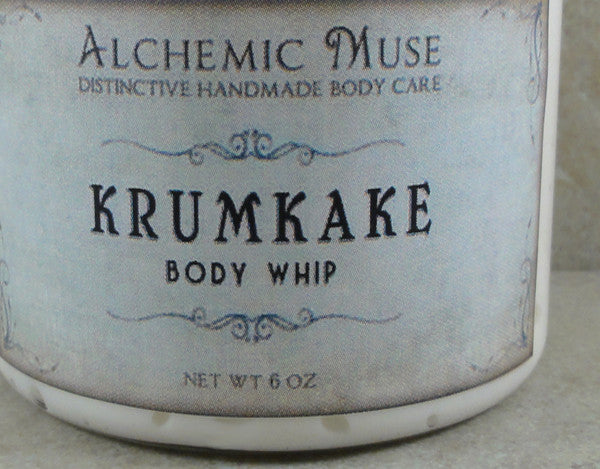 ALCHEMIC MUSE
DISTINCTIVE HANDMADE BODY CARE
KRUMKAKE
BODY WHIP
NET WT 6 OZ